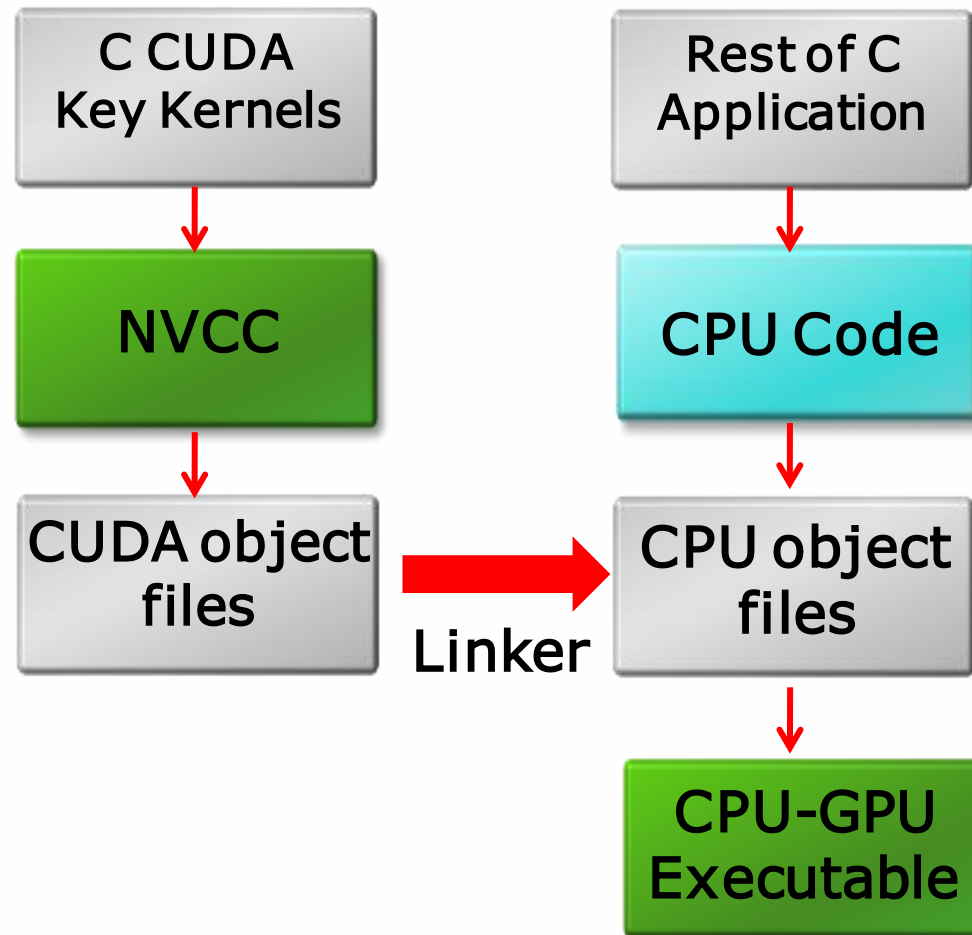 C CUDA
Key Kernels
Rest of C
Application
NVCC
CPU Code
CUDA object
files
CPU object
files
Linker
CPU-GPU
Executable